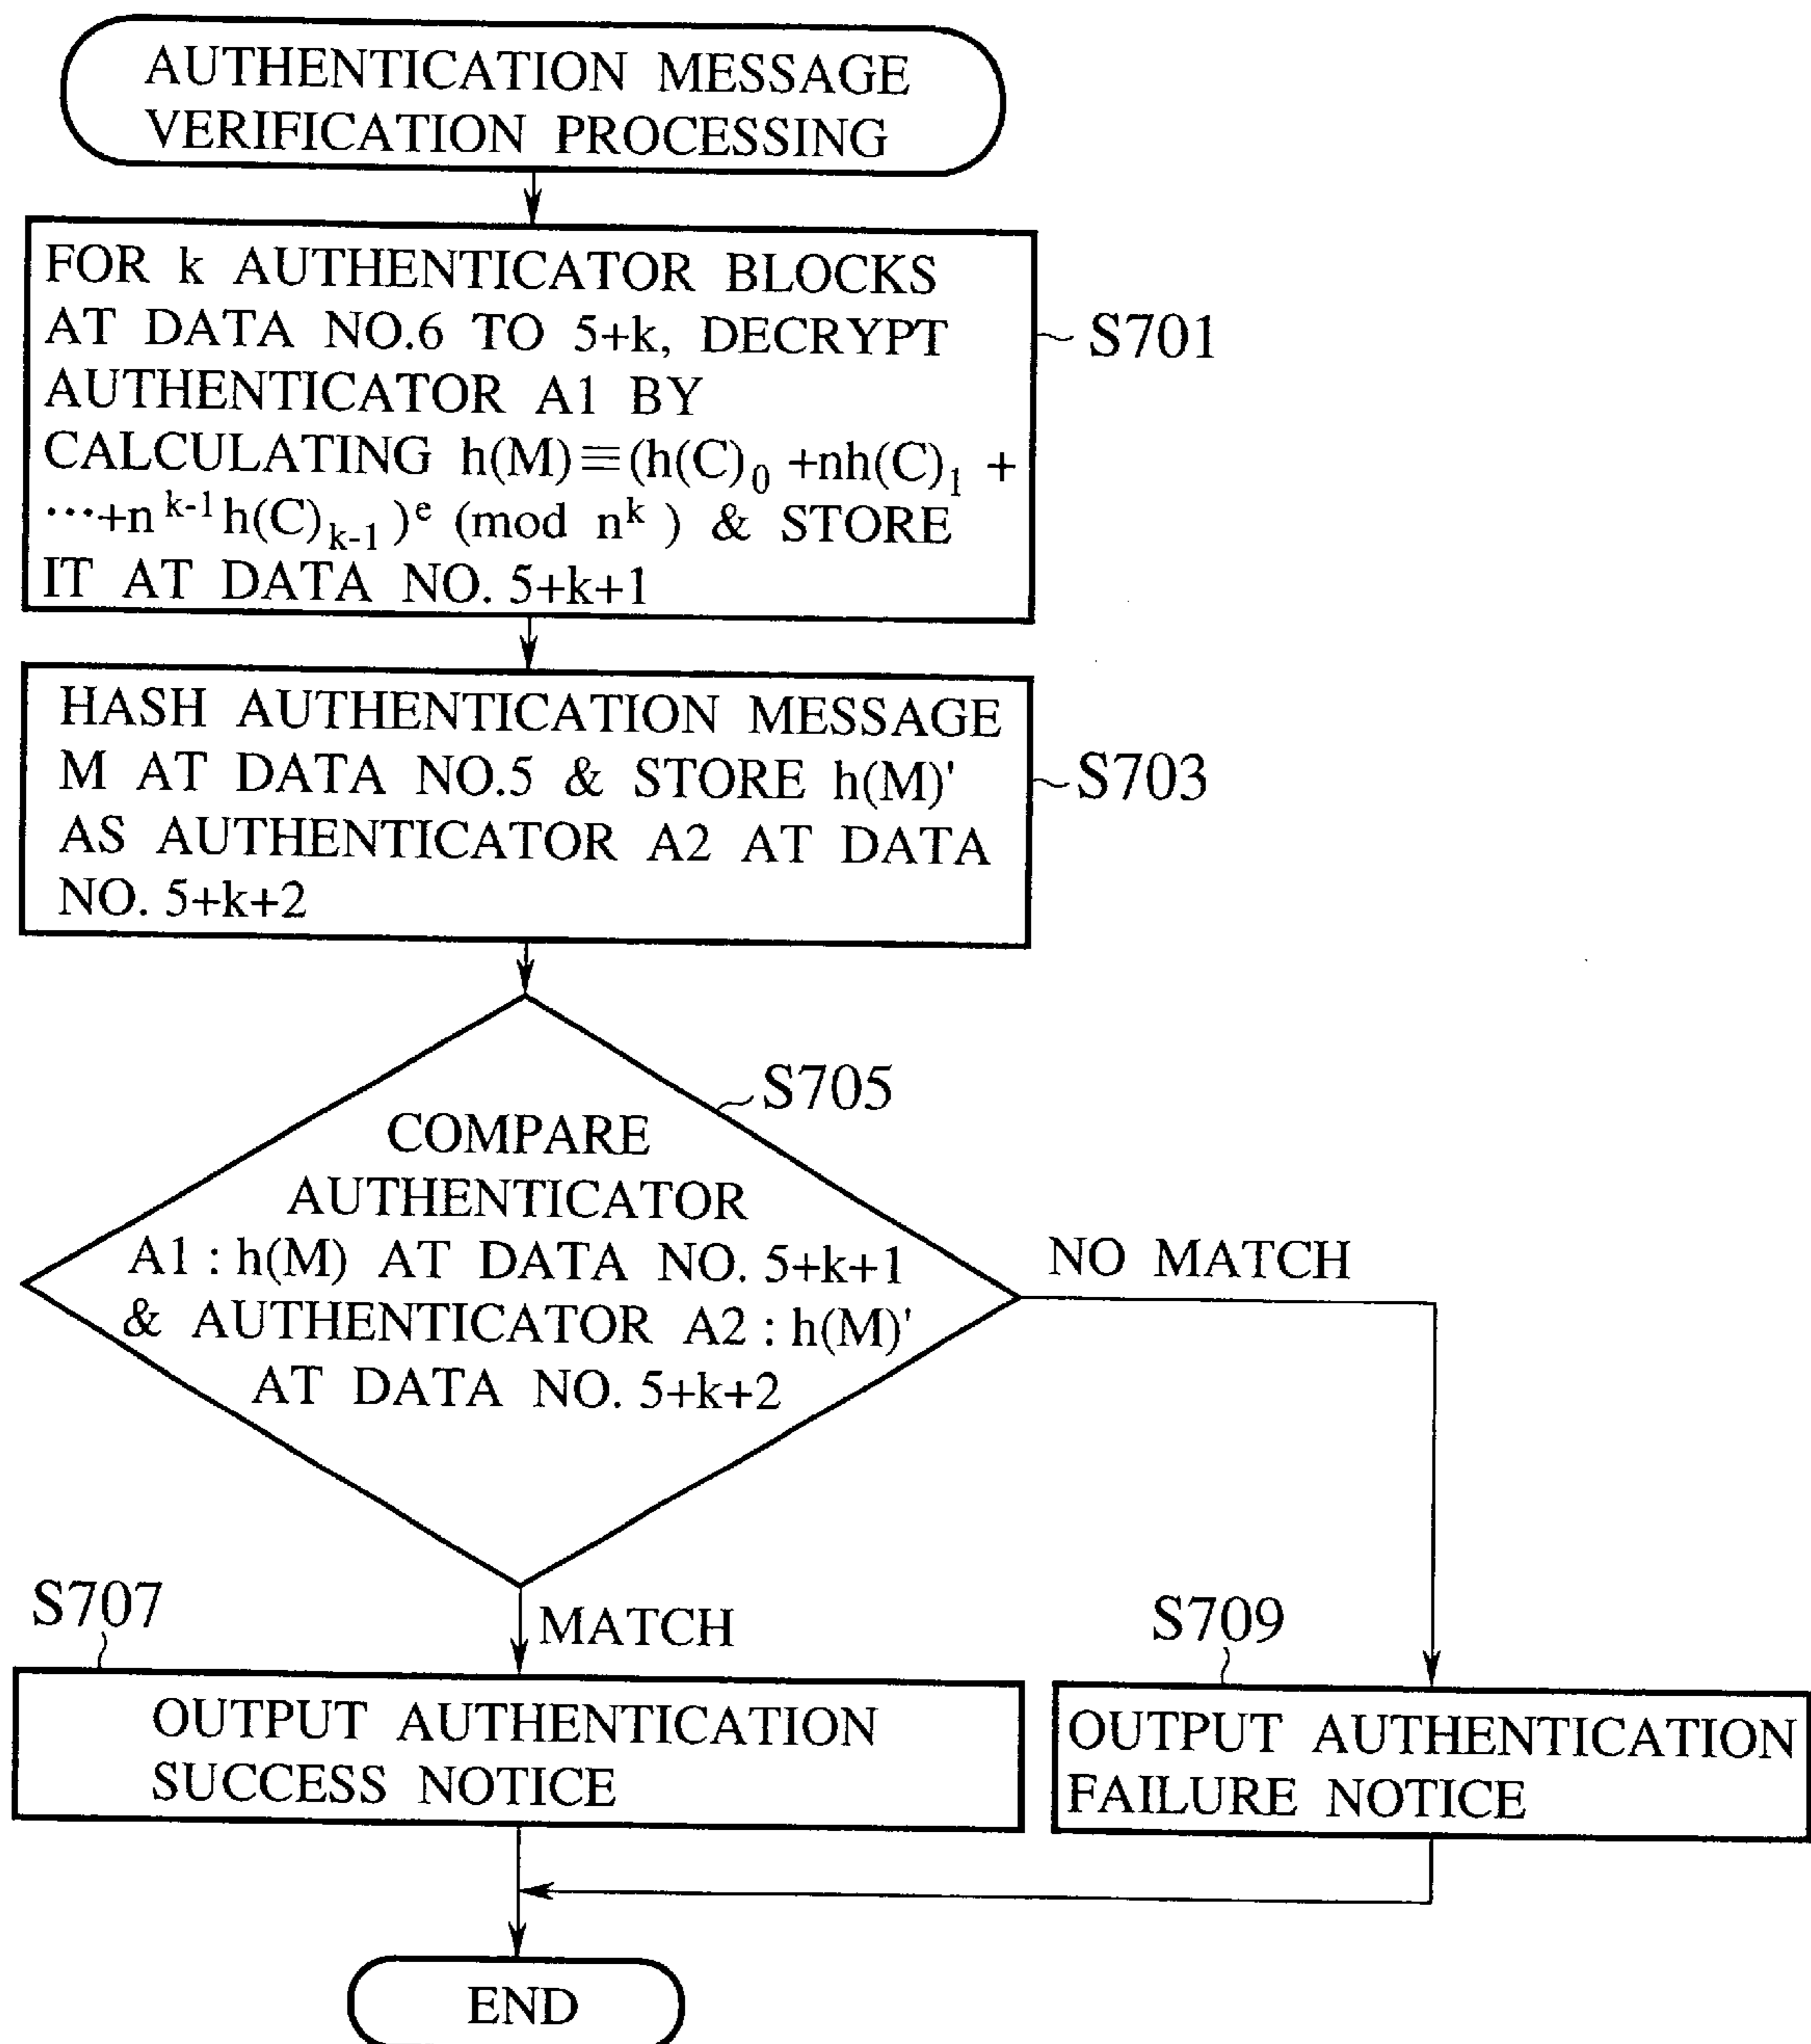 AUTHENTICATION MESSAGE
VERIFICATION PROCESSING
FOR k AUTHENTICATOR BLOCKS
AT DATA NO.6 TO 5+k, DECRYPT
AUTHENTICATOR A1 BY
CALCULATING h(M)≡(h(C)₀ +nh(C)₁ +
⋯+n^{k-1} h(C)_{k-1} )^e (mod n^k ) & STORE
IT AT DATA NO. 5+k+1
S701
HASH AUTHENTICATION MESSAGE
M AT DATA NO.5 & STORE h(M)'
AS AUTHENTICATOR A2 AT DATA
NO. 5+k+2
S703
S705
COMPARE
AUTHENTICATOR
A1 : h(M) AT DATA NO. 5+k+1
& AUTHENTICATOR A2 : h(M)'
AT DATA NO. 5+k+2
NO MATCH
MATCH
S707
OUTPUT AUTHENTICATION
SUCCESS NOTICE
S709
OUTPUT AUTHENTICATION
FAILURE NOTICE
END